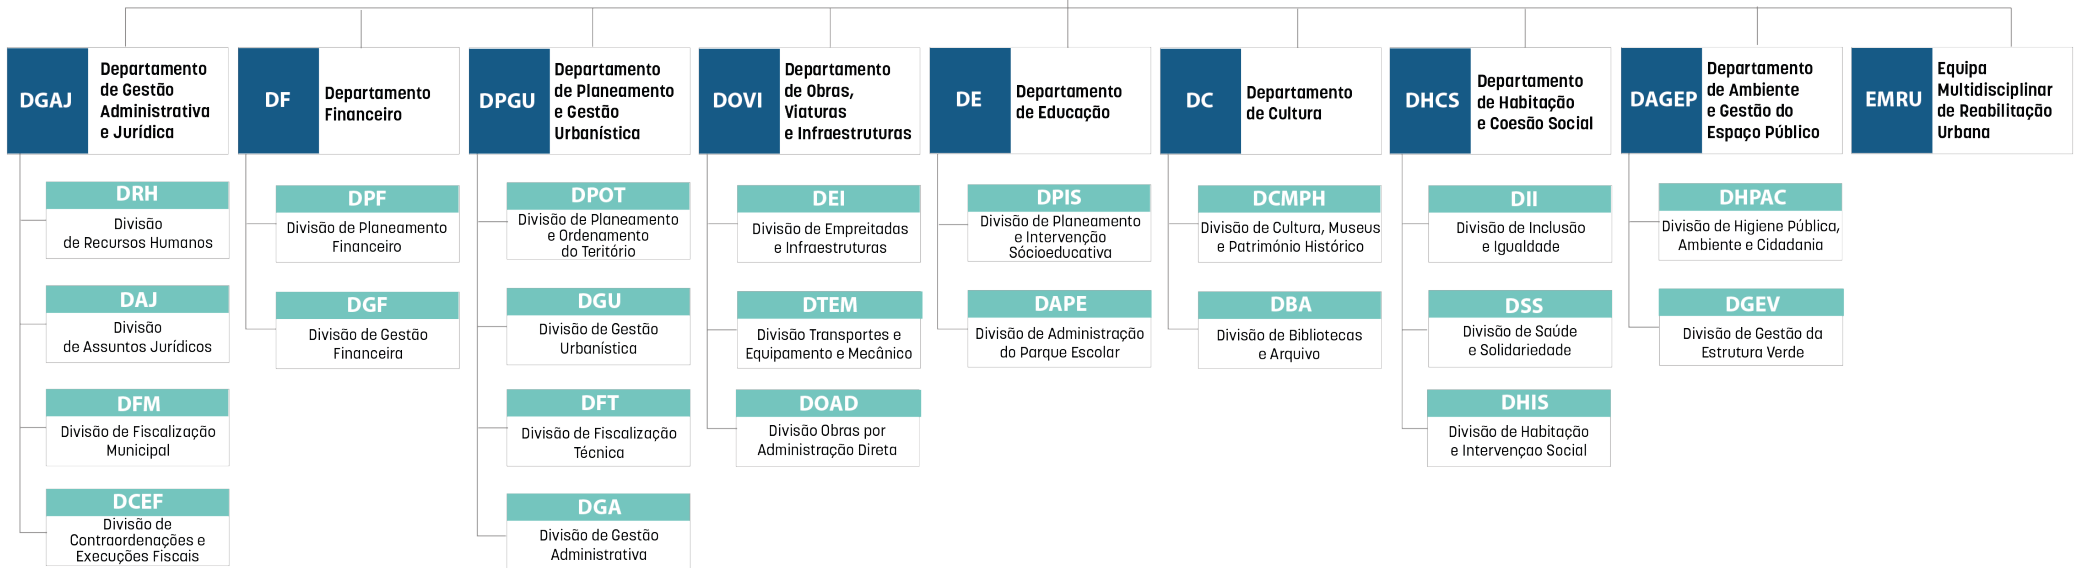 DGAJ
Departamento
de Gestão
Administrativa
e Jurídica
DRH
Divisão
de Recursos Humanos
DAJ
Divisão
de Assuntos Jurídicos
DFM
Divisão de Fiscalização
Municipal
DCEF
Divisão de
Contraordenações e
Execuções Fiscais
DF
Departamento
Financeiro
DPF
Divisão de Planeamento
Financeiro
DGF
Divisão de Gestão
Financeira
DPGU
Departamento
de Planeamento
e Gestão
Urbanística
DPOT
Divisão de Planeamento
e Ordenamento
do Teritório
DGU
Divisão de Gestão
Urbanística
DFT
Divisão de Fiscalização
Técnica
DGA
Divisão de Gestão
Administrativa
DOVI
Departamento
de Obras,
Viaturas
e Infraestruturas
DEI
Divisão de Empreitadas
e Infraestruturas
DTEM
Divisão Transportes e
Equipamento e Mecânico
DOAD
Divisão Obras por
Administração Direta
DE
Departamento
de Educação
DPIS
Divisão de Planeamento
e Intervenção
Sócioeducativa
DAPE
Divisão de Administração
do Parque Escolar
DC
Departamento
de Cultura
DCMPH
Divisão de Cultura, Museus
e Património Histórico
DBA
Divisão de Bibliotecas
e Arquivo
DHCS
Departamento
de Habitação
e Coesão Social
DII
Divisão de Inclusão
e Igualdade
DSS
Divisão de Saúde
e Solidariedade
DHIS
Divisão de Habitação
e Intervençao Social
DAGEP
Departamento
de Ambiente
e Gestão do
Espaço Público
DHPAC
Divisão de Higiene Pública,
Ambiente e Cidadania
DGEV
Divisão de Gestão da
Estrutura Verde
EMRU
Equipa
Multidisciplinar
de Reabilitação
Urbana